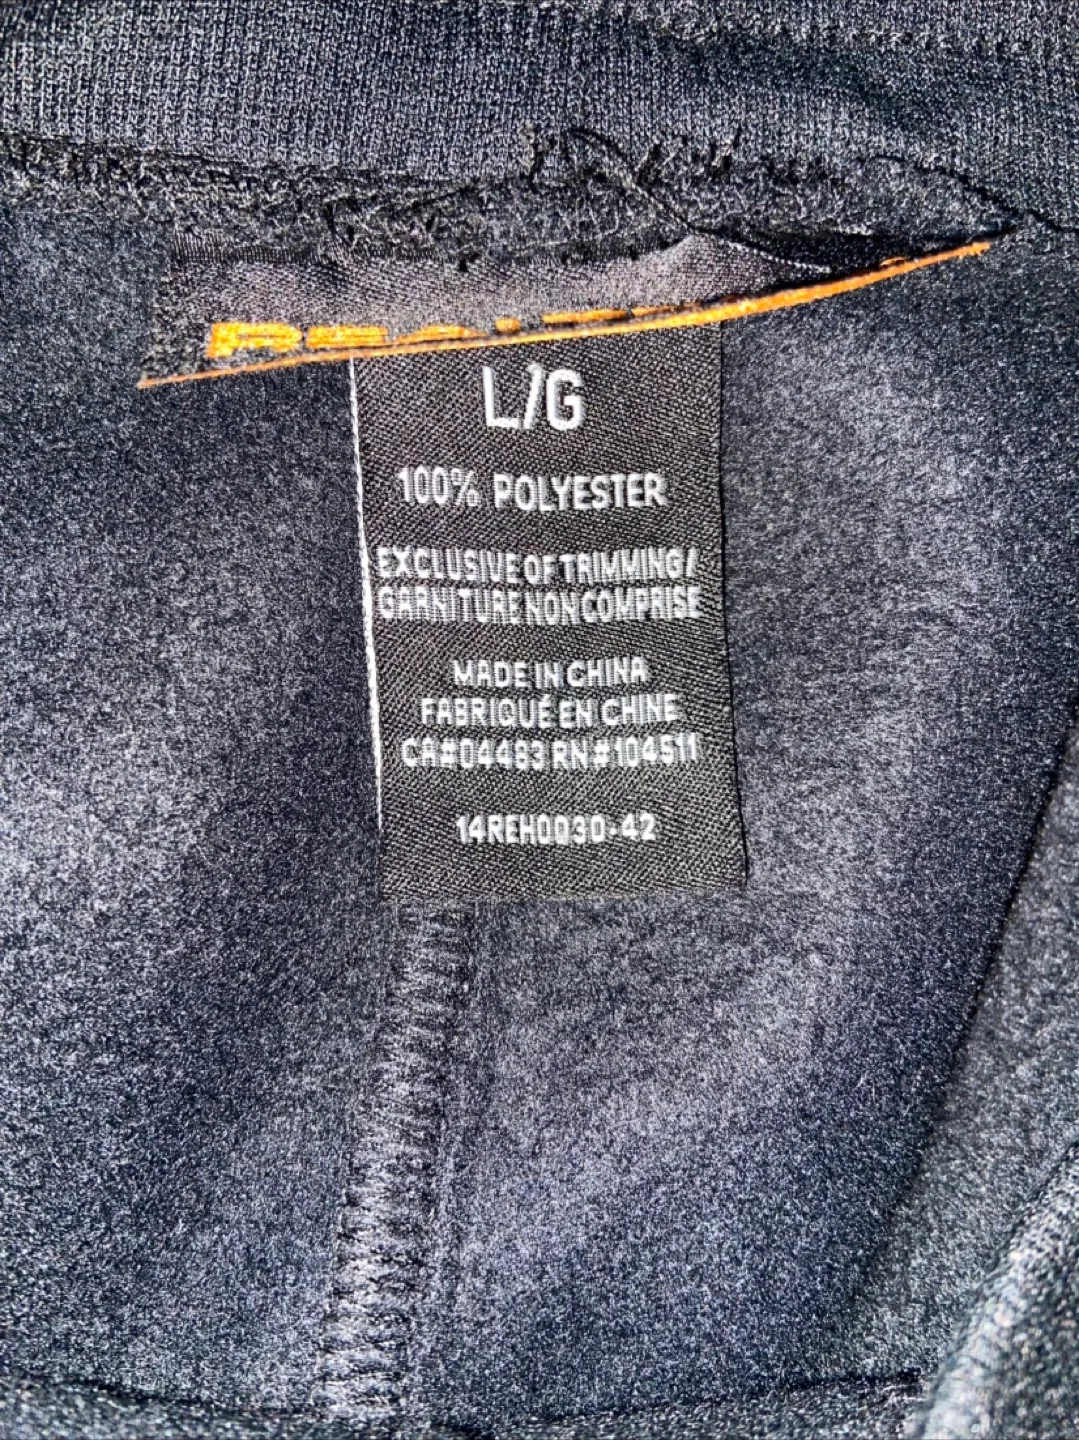 L/G
100% POLYESTER
EXCLUSIVE OF TRIMMING/
GARNITURE NON COMPRISE
MADE IN CHINA
FABRIQUÉ EN CHINE
CA#04483 RN#104511
14REH0Q30-42